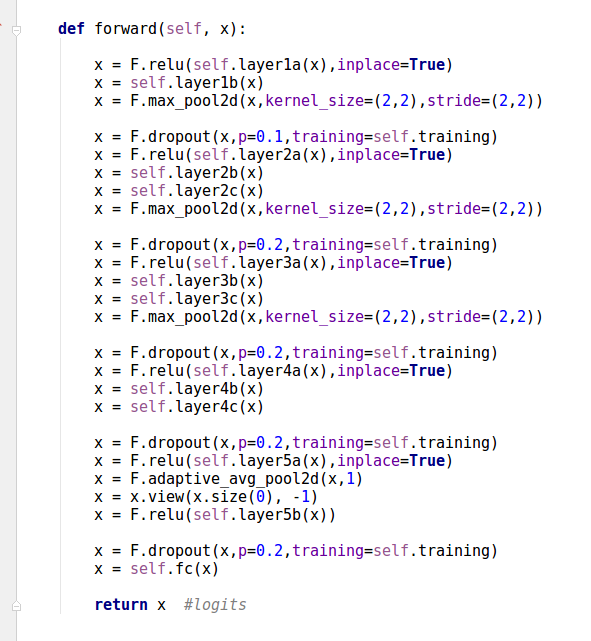 def forward(self, x):
x = F.relu(self.layer1a(x),inplace=True)
x = self.layer1b(x)
x = F.max_pool2d(x,kernel_size=(2,2),stride=(2,2))
x = F.dropout(x,p=0.1,training=self.training)
x = F.relu(self.layer2a(x),inplace=True)
x = self.layer2b(x)
x = self.layer2c(x)
x = F.max_pool2d(x,kernel_size=(2,2),stride=(2,2))
x = F.dropout(x,p=0.2,training=self.training)
x = F.relu(self.layer3a(x),inplace=True)
x = self.layer3b(x)
x = self.layer3c(x)
x = F.max_pool2d(x,kernel_size=(2,2),stride=(2,2))
x = F.dropout(x,p=0.2,training=self.training)
x = F.relu(self.layer4a(x),inplace=True)
x = self.layer4b(x)
x = self.layer4c(x)
x = F.dropout(x,p=0.2,training=self.training)
x = F.relu(self.layer5a(x),inplace=True)
x = F.adaptive_avg_pool2d(x,1)
x = x.view(x.size(0), -1)
x = F.relu(self.layer5b(x))
x = F.dropout(x,p=0.2,training=self.training)
x = self.fc(x)
return x  #logits